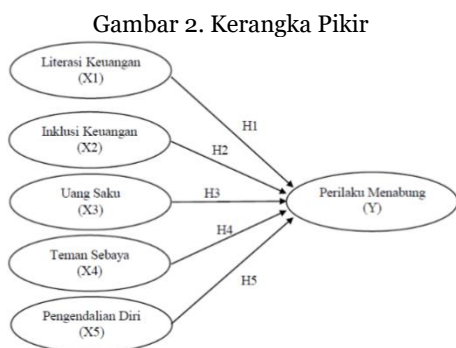 Gambar 2. Kerangka Pikir
Literasi Keuangan
(X1)
H1
Inklusi Keuangan
(X2)
H2
Uang Saku
(X3)
H3
Perilaku Menabung
(Y)
H4
Teman Sebaya
(X4)
H5
Pengendalian Diri
(X5)